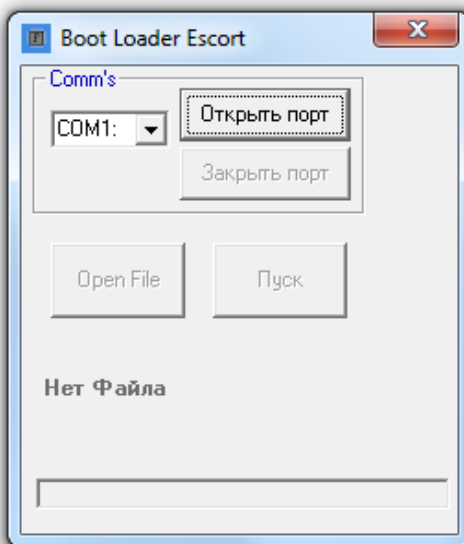 Boot Loader Escort
Comm's
COM1:
Открыть порт
Закрыть порт
Open File
Пуск
Нет Файла